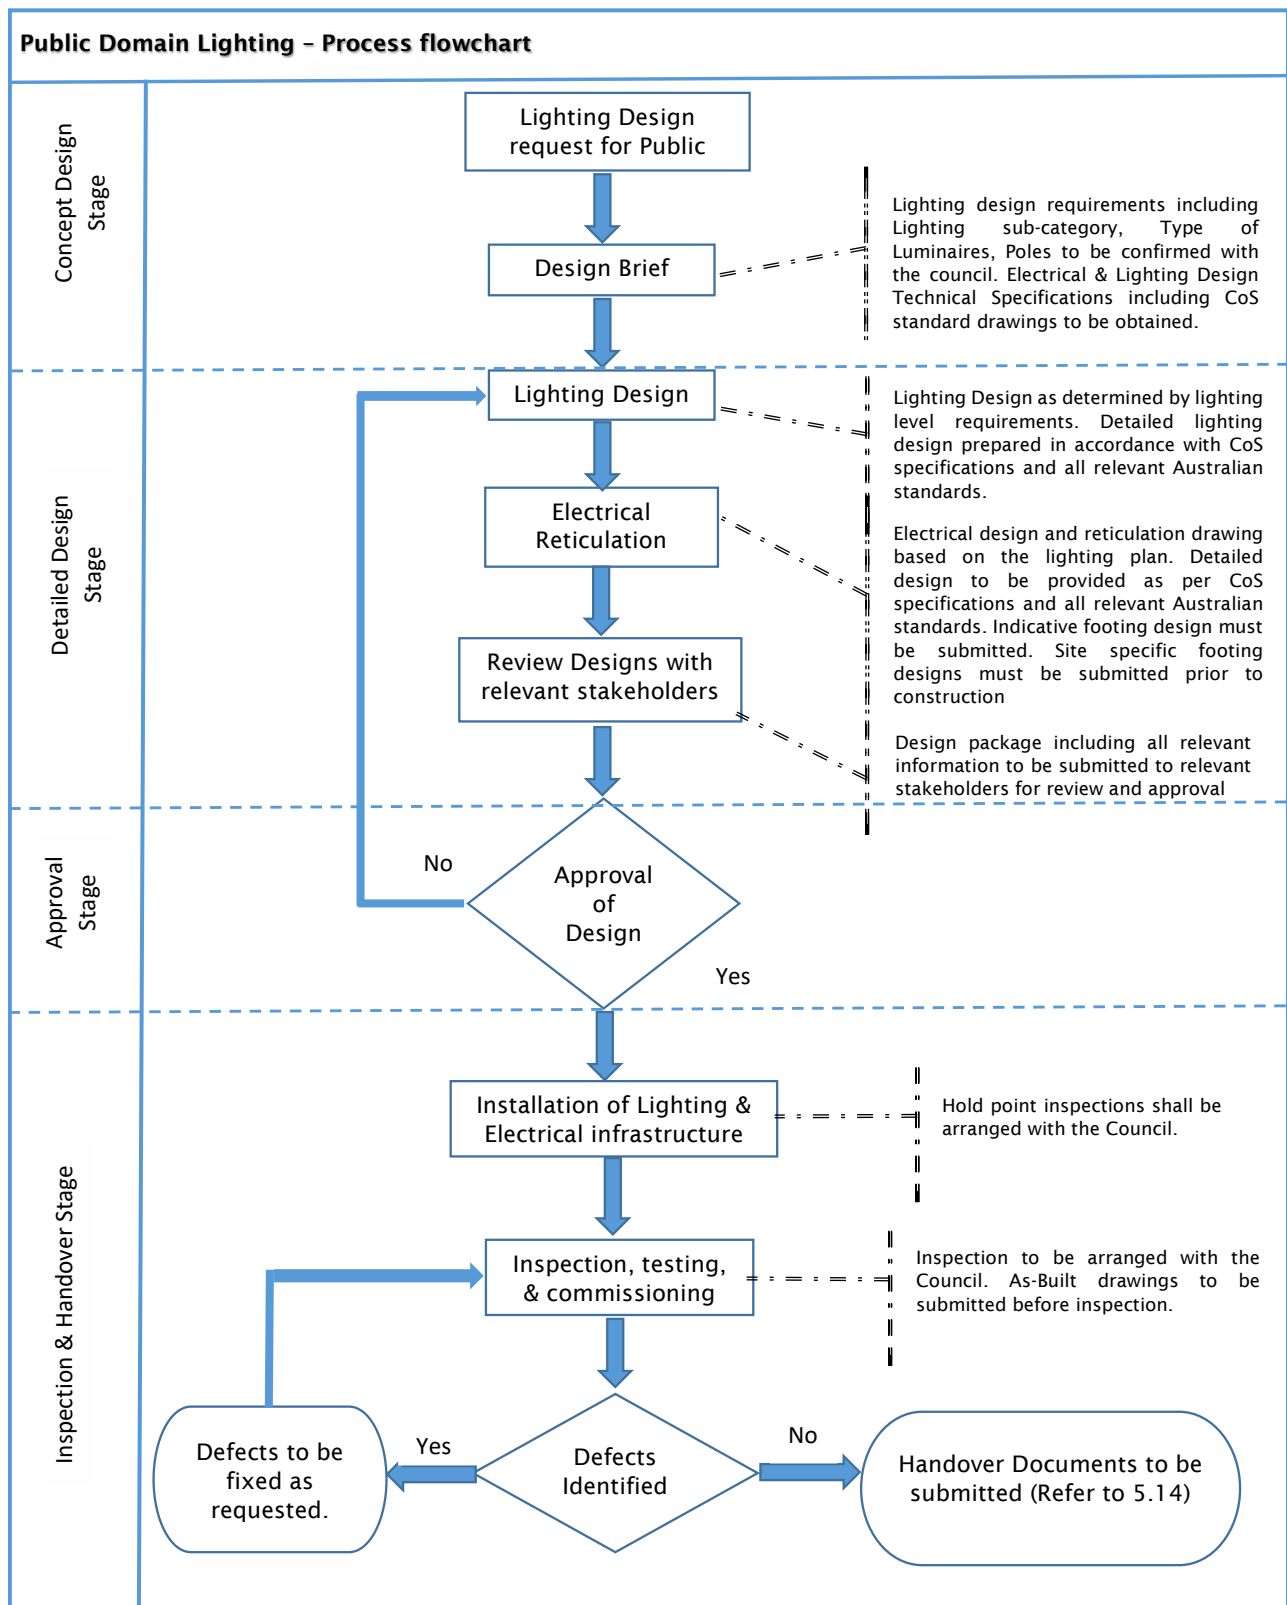 Public Domain Lighting – Process flowchart
Concept Design
Stage
Lighting Design
request for Public
Design Brief
Lighting design requirements including
Lighting sub-category, Type of
Luminaires, Poles to be confirmed with
the council. Electrical & Lighting Design
Technical Specifications including CoS
standard drawings to be obtained.
Detailed Design
Stage
Lighting Design
Lighting Design as determined by lighting
level requirements. Detailed lighting
design prepared in accordance with CoS
specifications and all relevant Australian
standards.
Electrical
Reticulation
Electrical design and reticulation drawing
based on the lighting plan. Detailed
design to be provided as per CoS
specifications and all relevant Australian
standards. Indicative footing design must
be submitted. Site specific footing
designs must be submitted prior to
construction
Review Designs with
relevant stakeholders
Design package including all relevant
information to be submitted to relevant
stakeholders for review and approval
Approval
Stage
No
Approval
of
Design
Yes
Inspection & Handover Stage
Installation of Lighting &
Electrical infrastructure
Hold point inspections shall be
arranged with the Council.
Inspection, testing,
& commissioning
Inspection to be arranged with the
Council. As-Built drawings to be
submitted before inspection.
Defects to be
fixed as
requested.
Yes
Defects
Identified
No
Handover Documents to be
submitted (Refer to 5.14)